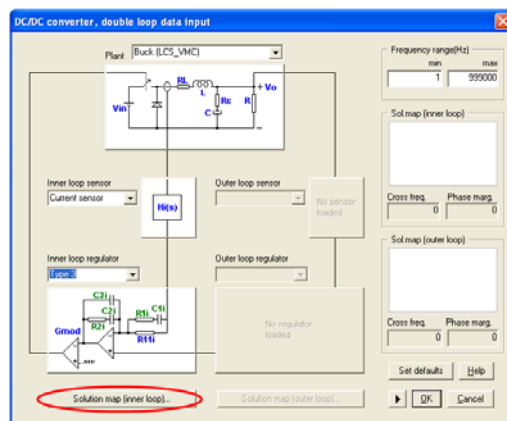 DC/DC converter, double loop data input
Plant
Buck (LCS_VMC)
Frequency range(Hz)
min
max
1
999000
RL
L
+Vo
Vin
Rc
C
R
Sol.map (inner loop)
Inner loop sensor
Current sensor
Outer loop sensor
Hi(s)
No sensor
loaded
Cross freq.
Phase marg.
0
0
Inner loop regulator
Type 3
Outer loop regulator
Sol.map (outer loop)
C3i
C2i
R2i
C1i
R1i
R11i
Gmod
No regulator
loaded
Cross freq.
Phase marg.
0
0
Set defaults
Help
Solution map (inner loop)...
Solution map (outer loop)...
OK
Cancel